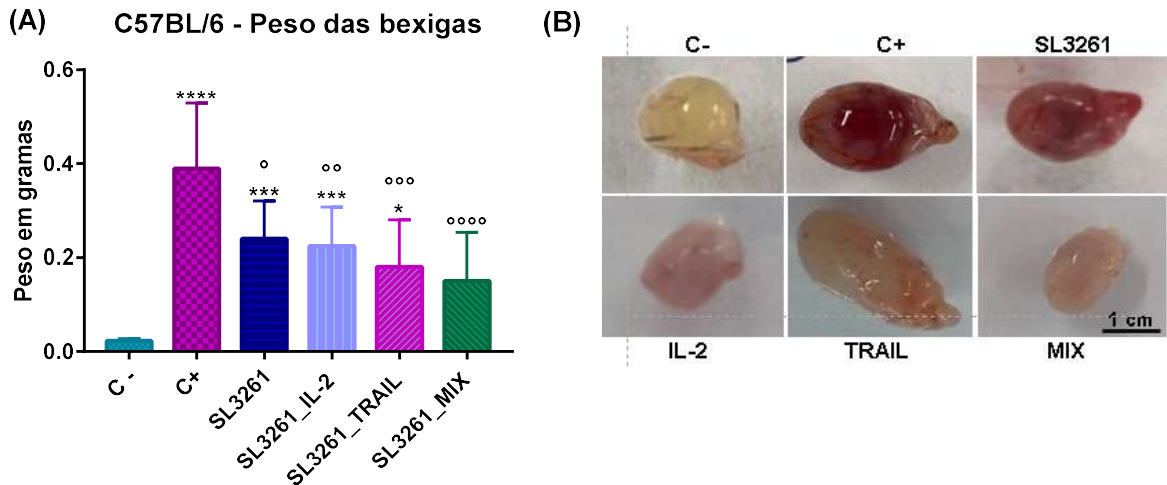 (A)
C57BL/6 - Peso das bexigas
Peso em gramas
0.6
0.4
0.2
0.0
****
°
***
°°
***
°°°
*
°°°°
C -
C+
SL3261
SL3261_IL-2
SL3261_TRAIL
SL3261_MIX
(B)
C-
C+
SL3261
1 cm
IL-2
TRAIL
MIX